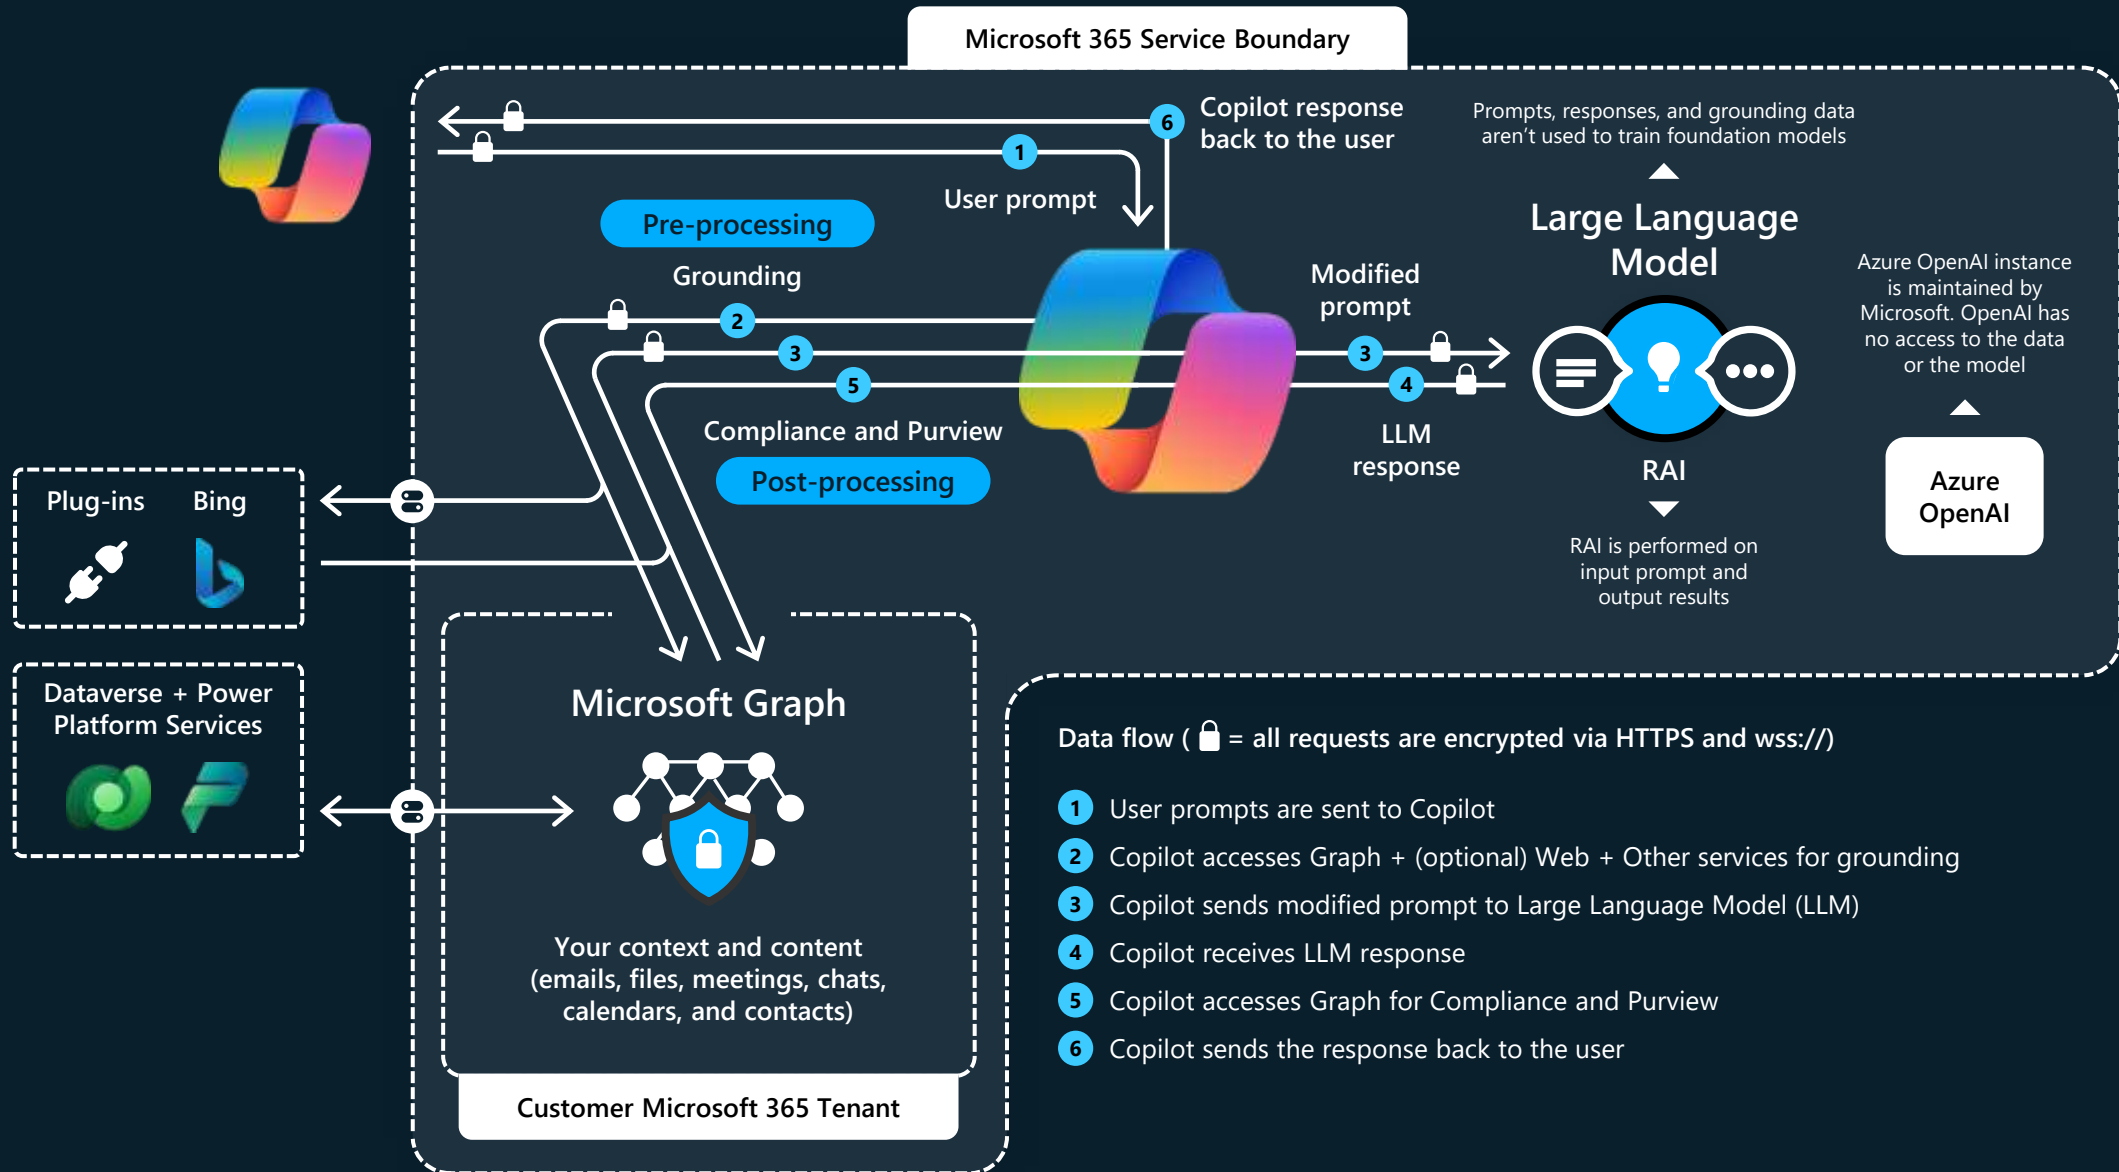 Microsoft 365 Service Boundary
6
Copilot response
back to the user
Prompts, responses, and grounding data
aren’t used to train foundation models
1
User prompt
Pre-processing
Grounding
2
3
5
Compliance and Purview
Post-processing
Modified
prompt
3
4
LLM
response
Large Language
Model
RAI
RAI is performed on
input prompt and
output results
Azure OpenAI instance
is maintained by
Microsoft. OpenAI has
no access to the data
or the model
Azure
OpenAI
Plug-ins
Bing
Dataverse + Power
Platform Services
Microsoft Graph
Your context and content
(emails, files, meetings, chats,
calendars, and contacts)
Customer Microsoft 365 Tenant
Data flow ( = all requests are encrypted via HTTPS and wss://)
1 User prompts are sent to Copilot
2 Copilot accesses Graph + (optional) Web + Other services for grounding
3 Copilot sends modified prompt to Large Language Model (LLM)
4 Copilot receives LLM response
5 Copilot accesses Graph for Compliance and Purview
6 Copilot sends the response back to the user